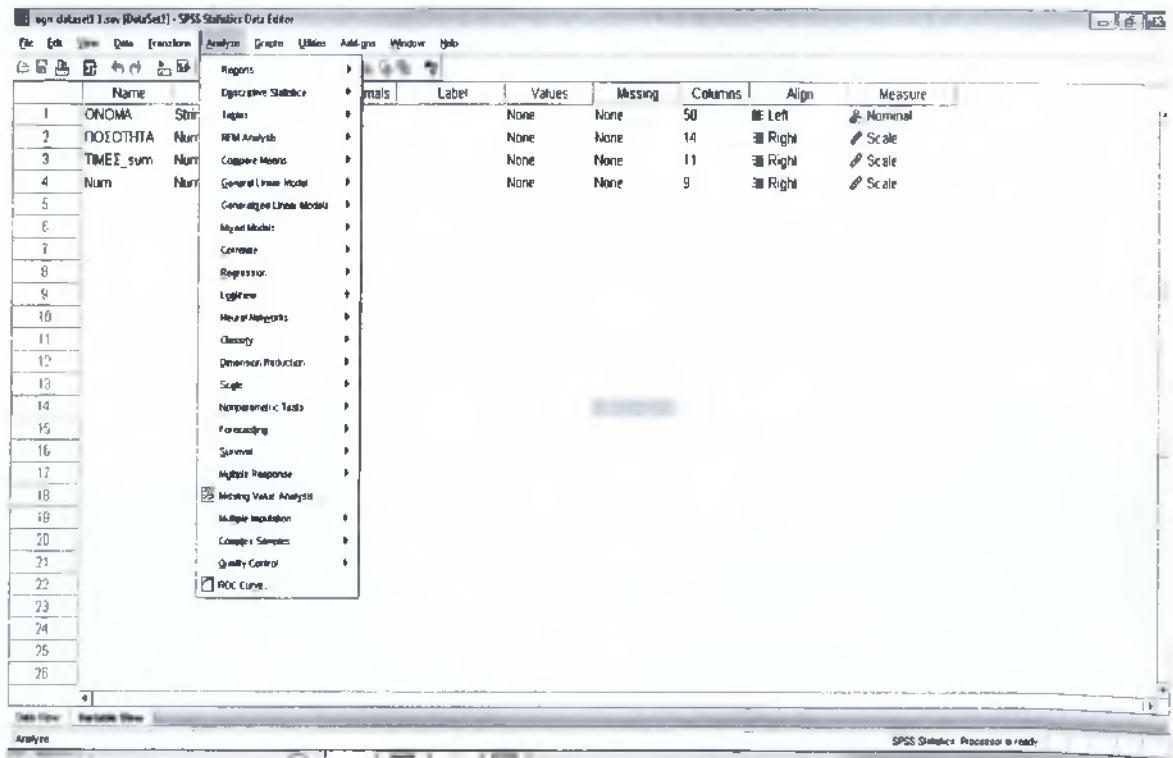 dataset1 1.sav [DataSet2] - SPSS Statistics Data Editor
File Edit View Data Transform Analyze Graphs Utilities Add-ons Window Help
Name mals Label Values Missing Columns Align Measure
1 ΟΝΟΜΑ Strin None None 50 Left Nominal
2 ΠΟΣΟΤΗΤΑ Num None None 14 Right Scale
3 ΤΙΜΕΣ_sum Num None None 11 Right Scale
4 Num Num None None 9 Right Scale
5
6
7
8
9
10
11
12
13
14
15
16
17
18
19
20
21
22
23
24
25
26
Reports
Descriptive Statistics
Tables
RFM Analysis
Compare Means
General Linear Model
Generalized Linear Models
Mixed Models
Correlate
Regression
Loglinear
Neural Networks
Classify
Dimension Reduction
Scale
Nonparametric Tests
Forecasting
Survival
Multiple Response
Missing Value Analysis
Multiple Imputation
Complex Samples
Quality Control
ROC Curve...
Data View Variable View
Analyze SPSS Statistics Processor is ready